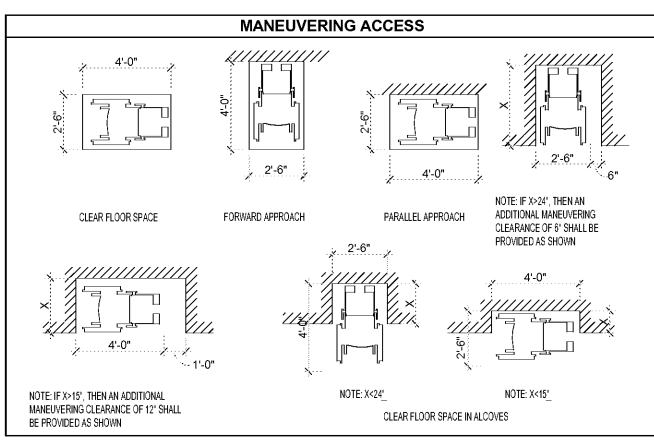 MANEUVERING ACCESS
4'-0"
2'-6"
CLEAR FLOOR SPACE
4'-0"
2'-6"
FORWARD APPROACH
2'-6"
4'-0"
PARALLEL APPROACH
X
2'-6"
6"
NOTE: IF X>24", THEN AN
ADDITIONAL MANEUVERING
CLEARANCE OF 6" SHALL BE
PROVIDED AS SHOWN
X
4'-0"
1'-0"
NOTE: IF X>15", THEN AN ADDITIONAL
MANEUVERING CLEARANCE OF 12" SHALL
BE PROVIDED AS SHOWN
2'-6"
4'-0"
X
NOTE: X<24"
4'-0"
2'-6"
X
NOTE: X<15"
CLEAR FLOOR SPACE IN ALCOVES